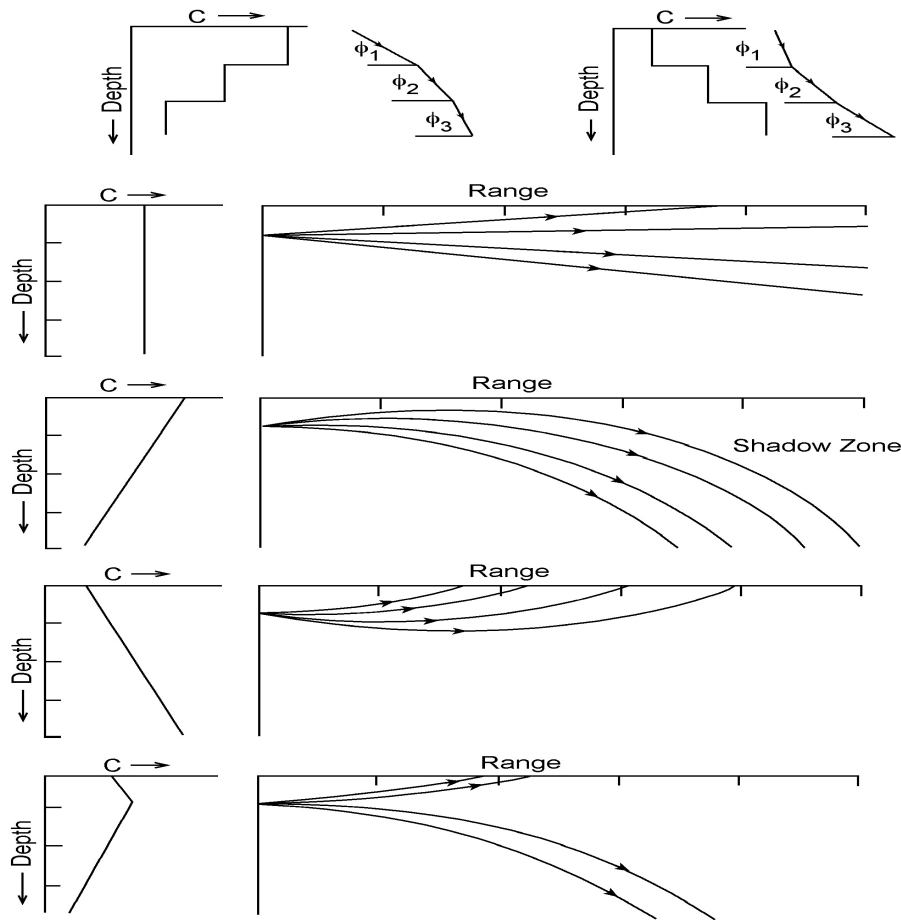 C
Depth
ϕ1
ϕ2
ϕ3
C
Depth
ϕ1
ϕ2
ϕ3
C
Depth
Range
C
Depth
Range
Shadow Zone
C
Depth
Range
C
Depth
Range